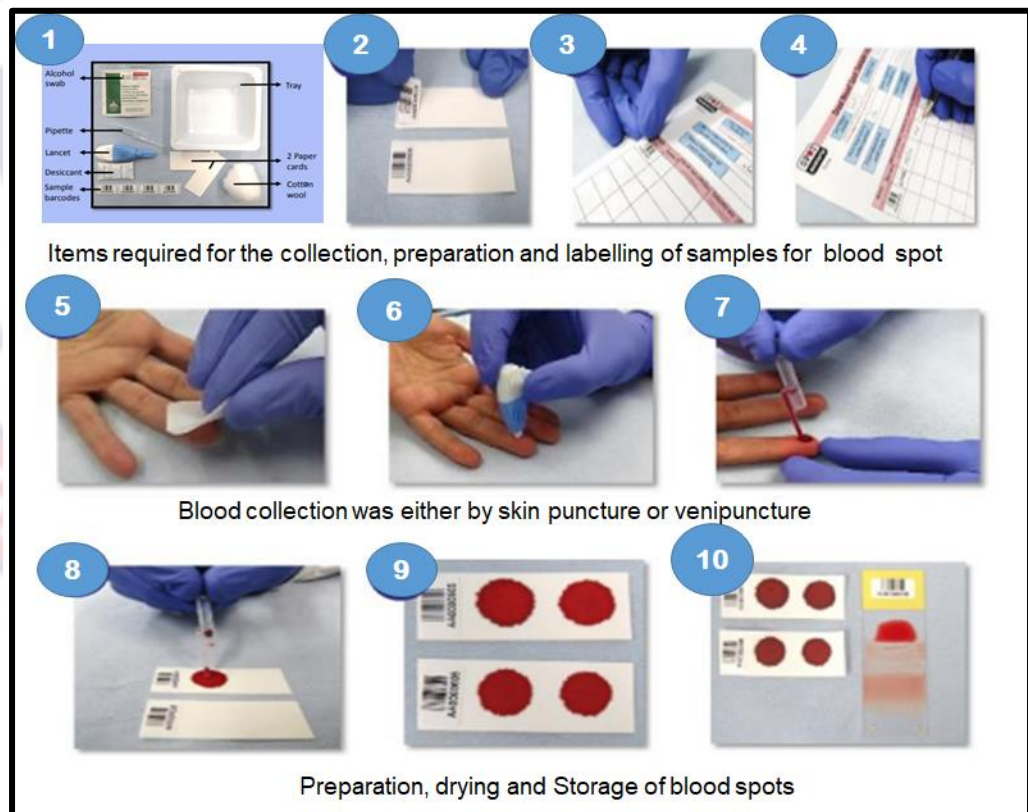 1
2
3
4
Alcohol
swab
Tray
Pipette
Lancet
Desiccant
2 Paper
cards
Sample
barcodes
Cotton
wool
Items required for the collection, preparation and labelling of samples for blood spot
5
6
7
Blood collection was either by skin puncture or venipuncture
8
9
10
Preparation, drying and Storage of blood spots